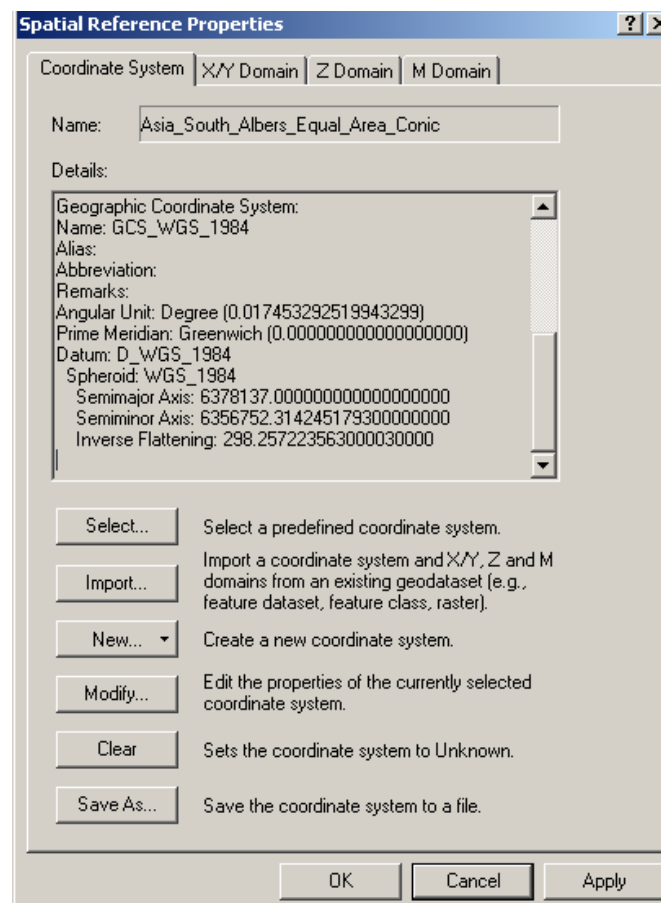 Spatial Reference Properties
? X
Coordinate System X/Y Domain Z Domain M Domain
Name: Asia_South_Albers_Equal_Area_Conic
Details:
Geographic Coordinate System:
Name: GCS_WGS_1984
Alias:
Abbreviation:
Remarks:
Angular Unit: Degree (0.017453292519943299)
Prime Meridian: Greenwich (0.000000000000000000)
Datum: D_WGS_1984
Spheroid: WGS_1984
Semimajor Axis: 6378137.000000000000000000
Semiminor Axis: 6356752.314245179300000000
Inverse Flattening: 298.257223563000030000
Select... Select a predefined coordinate system.
Import... Import a coordinate system and X/Y, Z and M
domains from an existing geodataset (e.g.,
feature dataset, feature class, raster).
New... Create a new coordinate system.
Modify... Edit the properties of the currently selected
coordinate system.
Clear Sets the coordinate system to Unknown.
Save As... Save the coordinate system to a file.
OK Cancel Apply